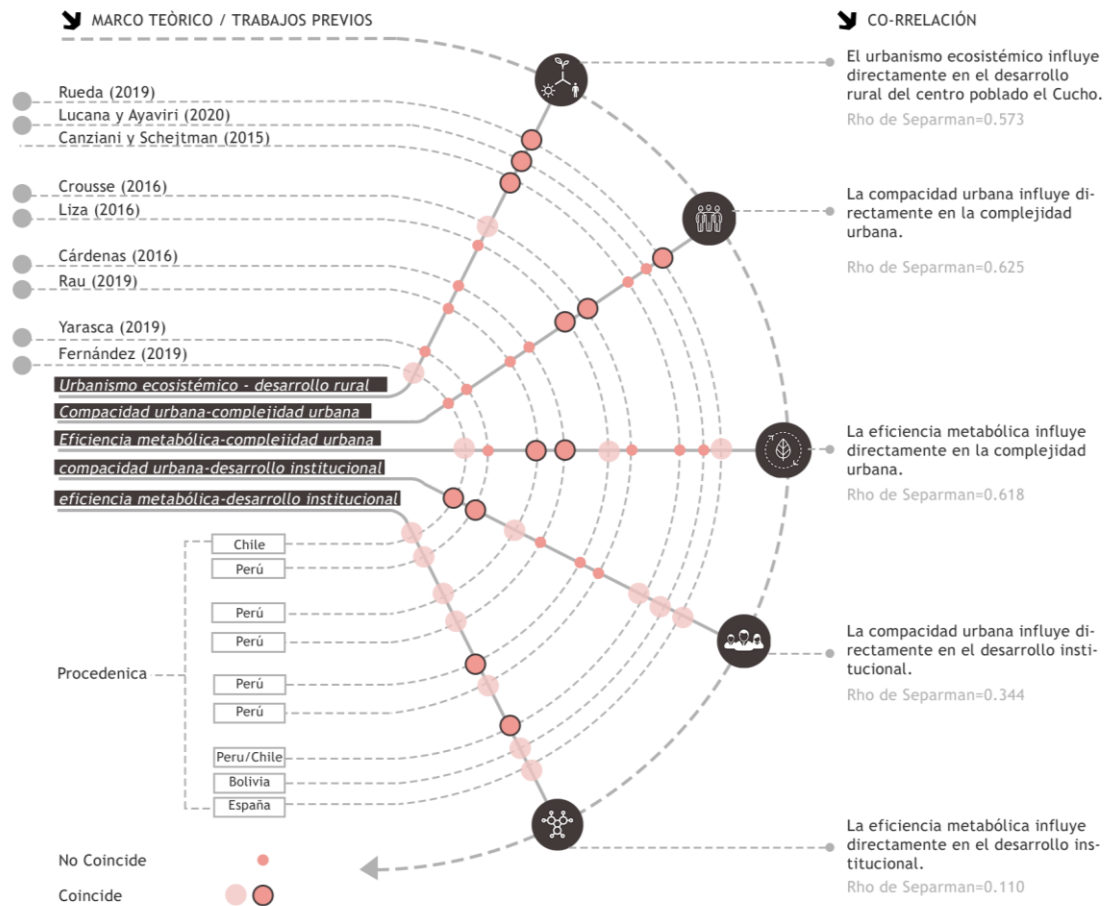 MARCO TEÒRICO / TRABAJOS PREVIOS
Rueda (2019)
Lucana y Ayaviri (2020)
Canziani y Schejtman (2015)
Crousse (2016)
Liza (2016)
Cárdenas (2016)
Rau (2019)
Yarasca (2019)
Fernández (2019)
Urbanismo ecosistémico - desarrollo rural
Compacidad urbana-complejidad urbana
Eficiencia metábolica-complejidad urbana
compacidad urbana-desarrollo institucional
eficiencia metábolica-desarrollo institucional
Chile
Perú
Perú
Perú
Procedenica
Perú
Perú
Peru/Chile
Bolivia
España
No Coincide
Coincide
CO-RRELACIÓN
El urbanismo ecosistémico influye
directamente en el desarrollo
rural del centro poblado el Cucho.
Rho de Separman=0.573
La compacidad urbana influye di-
rectamente en la complejidad
urbana.
Rho de Separman=0.625
La eficiencia metábolica influye
directamente en la complejidad
urbana.
Rho de Separman=0.618
La compacidad urbana influye di-
rectamente en el desarrollo insti-
tucional.
Rho de Separman=0.344
La eficiencia metábolica influye
directamente en el desarrollo ins-
titucional.
Rho de Separman=0.110